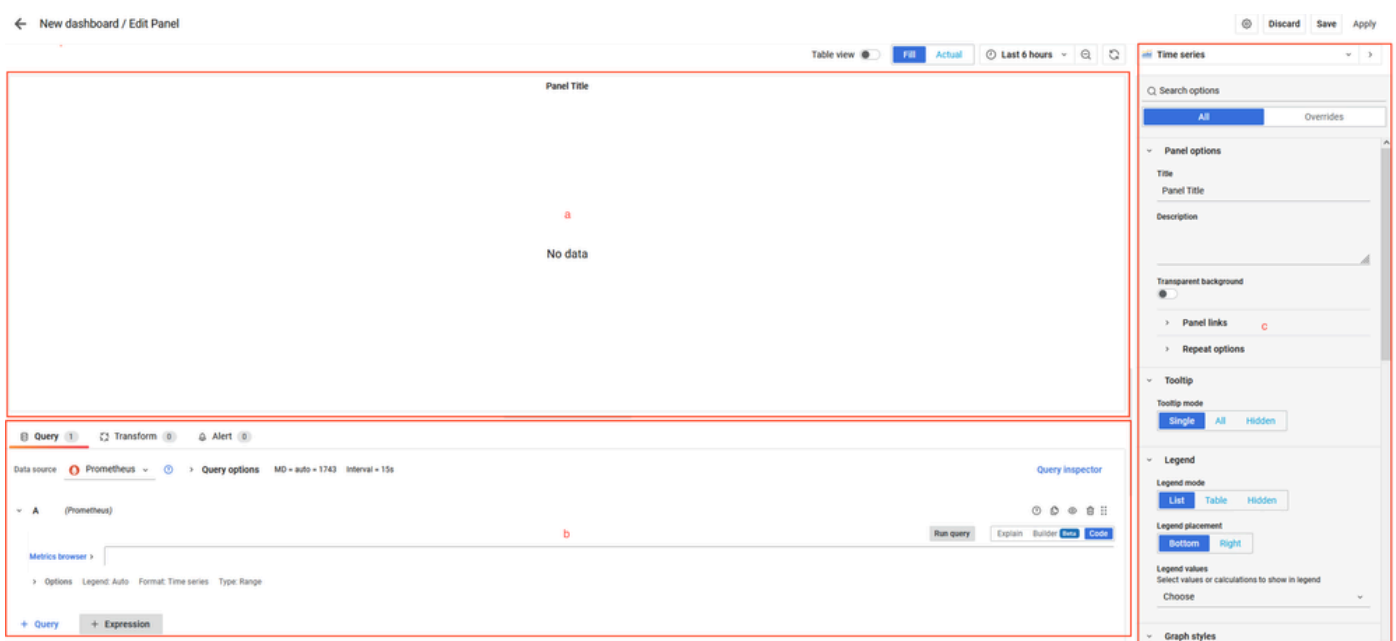 New dashboard / Edit Panel
Discard Save Apply
Table view Fill Actual Last 6 hours
Panel Title
a
No data
Query 1 Transform 0 Alert 0
Data source Prometheus Query options MD = auto = 1743 Interval = 15s Query inspector
A (Prometheus)
b
Run query Explain Builder Beta Code
Metrics browser >
Options Legend: Auto Format: Time series Type: Range
+ Query + Expression
Time series
Search options
All Overrides
Panel options
Title
Panel Title
Description
Transparent background
Panel links
c
Repeat options
Tooltip
Tooltip mode
Single All Hidden
Legend
Legend mode
List Table Hidden
Legend placement
Bottom Right
Legend values
Select values or calculations to show in legend
Choose
Graph styles